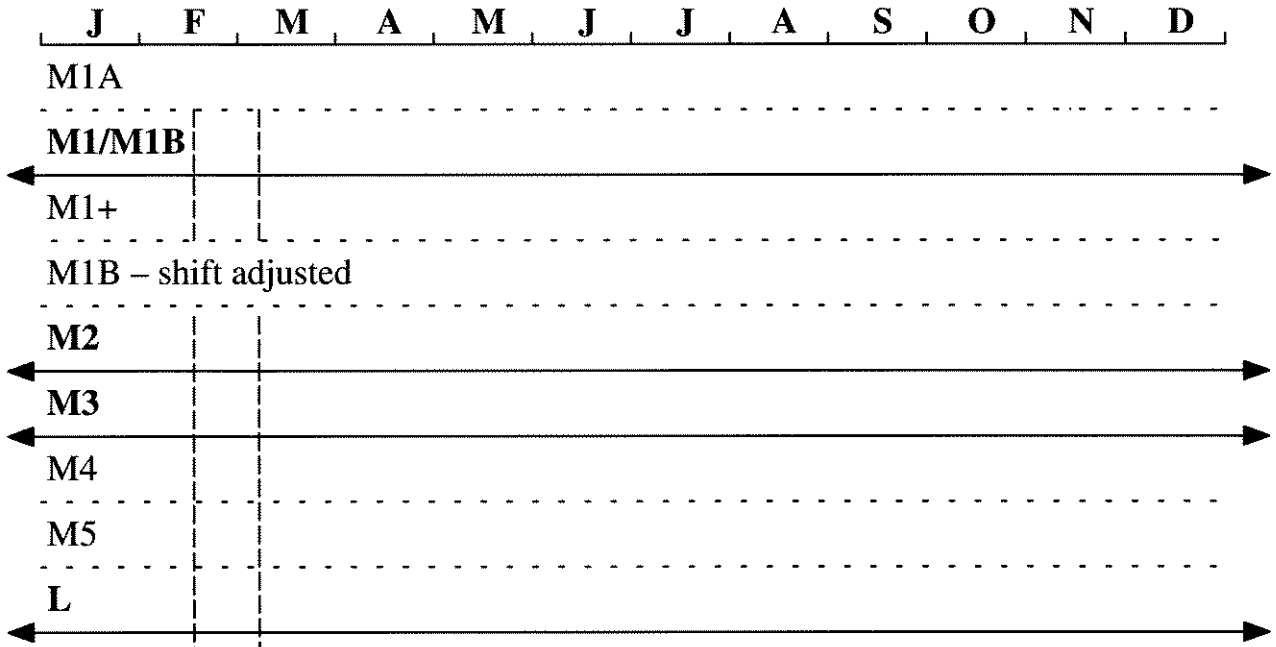 J F M A M J J A S O N D
M1A
M1/M1B
M1+
M1B – shift adjusted
M2
M3
M4
M5
L